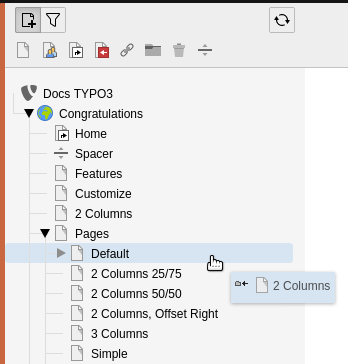 Docs TYPO3
Congratulations
Home
Spacer
Features
Customize
2 Columns
Pages
Default
2 Columns 25/75
2 Columns
2 Columns 50/50
2 Columns, Offset Right
3 Columns
Simple